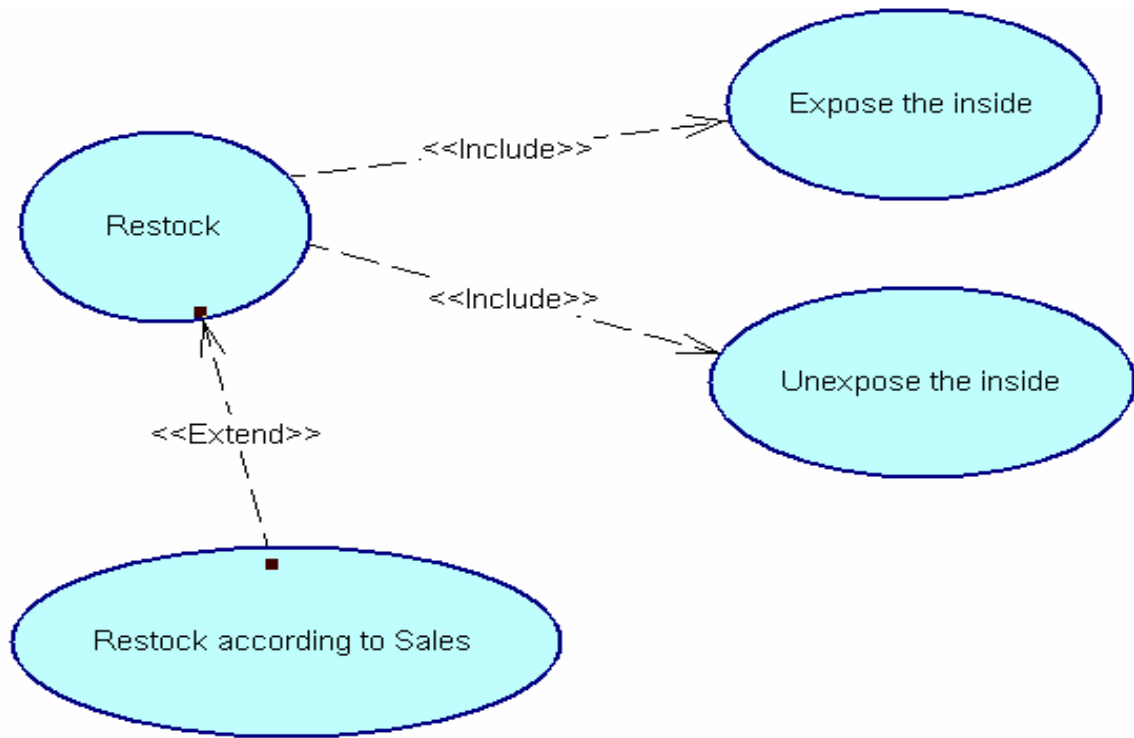 Expose the inside
<<Include>>
Restock
<<Include>>
Unexpose the inside
<<Extend>>
Restock according to Sales